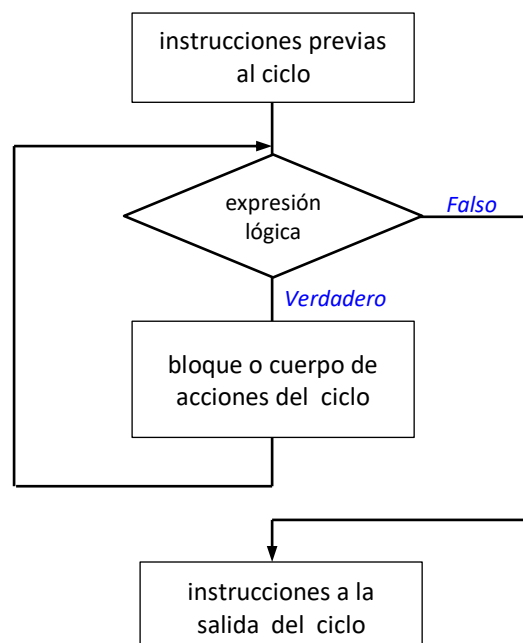 instrucciones previas
al ciclo
expresión
lógica
Falso
Verdadero
bloque o cuerpo de
acciones del ciclo
instrucciones a la
salida del ciclo